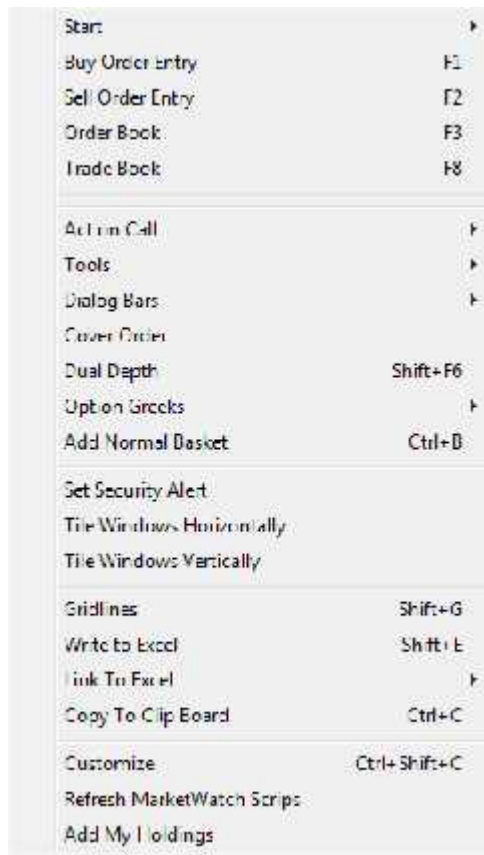 Start
Buy Order Entry F1
Sell Order Entry F2
Order Book F3
Trade Book F8
Action Call
Tools
Dialog Bars
Cover Order
Dual Depth Shift+F6
Option Greeks
Add Normal Basket Ctrl+B
Set Security Alert
Tile Windows Horizontally
Tile Windows Vertically
Gridlines Shift+G
Write to Excel Shift+E
Link To Excel
Copy To Clip Board Ctrl+C
Customize Ctrl+Shift+C
Refresh MarketWatch Scrips
Add My Holdings